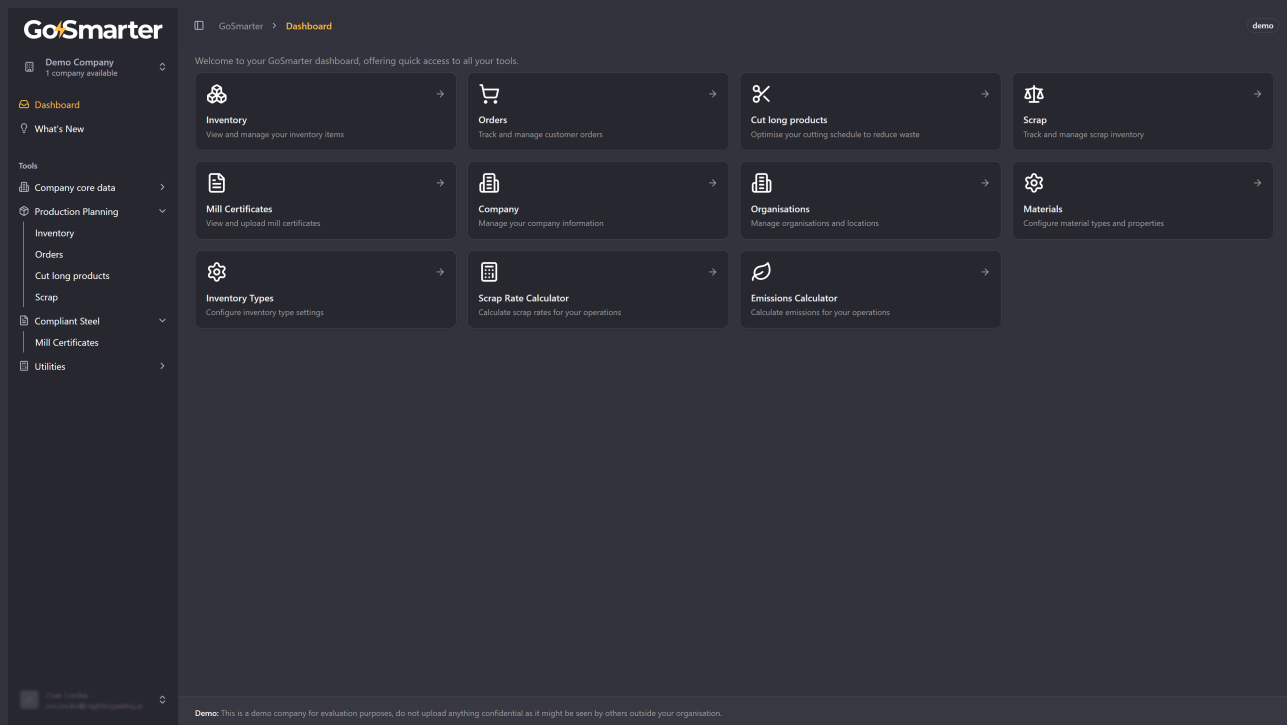 GoSmarter
Demo Company
1 company available
Dashboard
What's New
Tools
Company core data
Production Planning
Inventory
Orders
Cut long products
Scrap
Compliant Steel
Mill Certificates
Utilities
GoSmarter
Dashboard
demo
Welcome to your GoSmarter dashboard, offering quick access to all your tools.
Inventory
View and manage your inventory items
Orders
Track and manage customer orders
Cut long products
Optimise your cutting schedule to reduce waste
Scrap
Track and manage scrap inventory
Mill Certificates
View and upload mill certificates
Company
Manage your company information
Organisations
Manage organisations and locations
Materials
Configure material types and properties
Inventory Types
Configure inventory type settings
Scrap Rate Calculator
Calculate scrap rates for your operations
Emissions Calculator
Calculate emissions for your operations
Demo: This is a demo company for evaluation purposes, do not upload anything confidential as it might be seen by others outside your organisation.